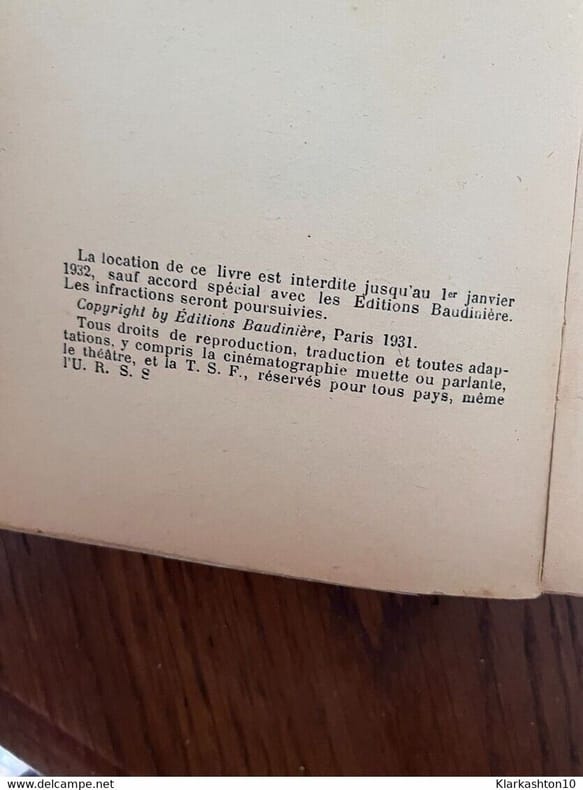 La location de ce livre est interdite jusqu'au 1er janvier
1932, sauf accord spécial avec les Editions Baudinière.
Les infractions seront poursuivies.
Copyright by Éditions Baudinière, Paris 1931.
Tous droits de reproduction, traduction et toutes adap-
tations, y compris la cinématographie muette ou parlante,
le théâtre, et la T. S. F., réservés pour tous pays, même
l'U. R. S. S
www.delcampe.net
Klarkashton10